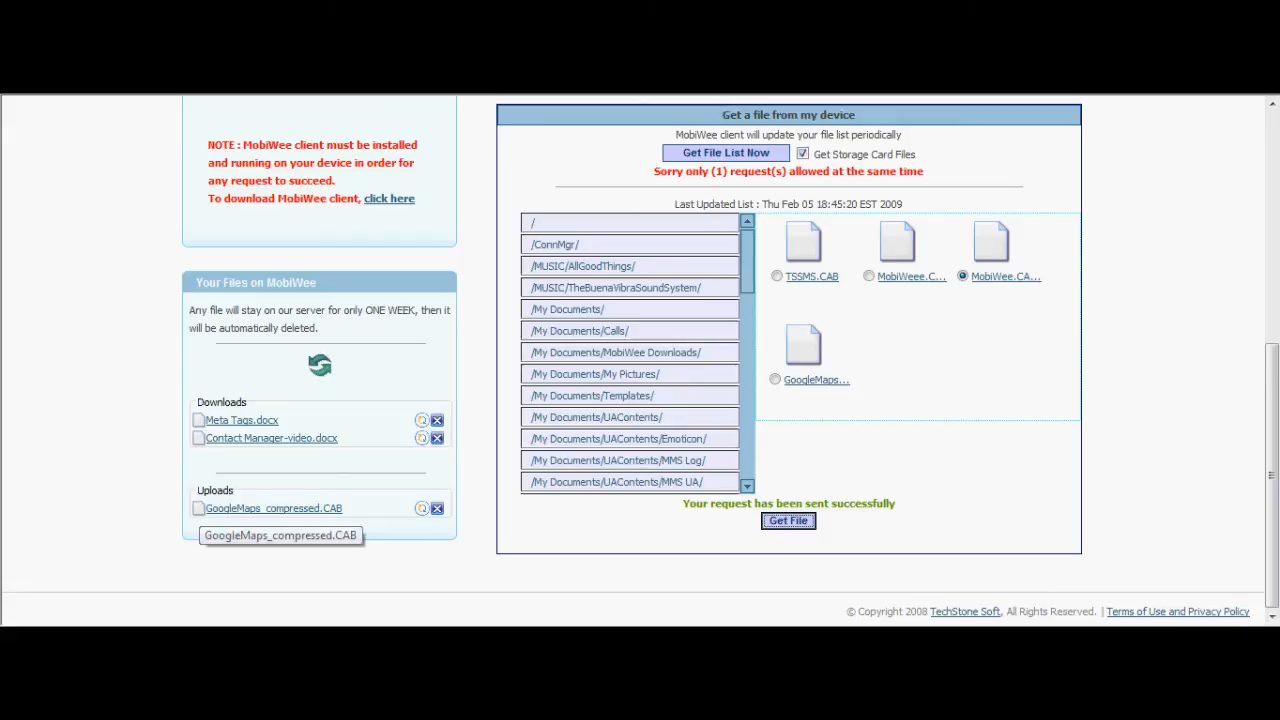 NOTE : MobiWee client must be installed
and running on your device in order for
any request to succeed.
To download MobiWee client, click here
Your Files on MobiWee
Any file will stay on our server for only ONE WEEK, then it
will be automatically deleted.
Downloads
Meta Tags.docx
Contact Manager-video.docx
Uploads
GoogleMaps_compressed.CAB
GoogleMaps_compressed.CAB
Get a file from my device
MobiWee client will update your file list periodically
Get File List Now Get Storage Card Files
Sorry only (1) request(s) allowed at the same time
Last Updated List : Thu Feb 05 18:45:20 EST 2009
/
/ConnMgr/
/MUSIC/AllGoodThings/
/MUSIC/TheBuenaVibraSoundSystem/
/My Documents/
/My Documents/Calls/
/My Documents/MobiWee Downloads/
/My Documents/My Pictures/
/My Documents/Templates/
/My Documents/UAContents/
/My Documents/UAContents/Emoticon/
/My Documents/UAContents/MMS Log/
/My Documents/UAContents/MMS UA/
TSSMS.CAB MobiWeee.C... MobiWee.CA...
GoogleMaps...
Your request has been sent successfully
Get File
© Copyright 2008 TechStone Soft, All Rights Reserved. | Terms of Use and Privacy Policy